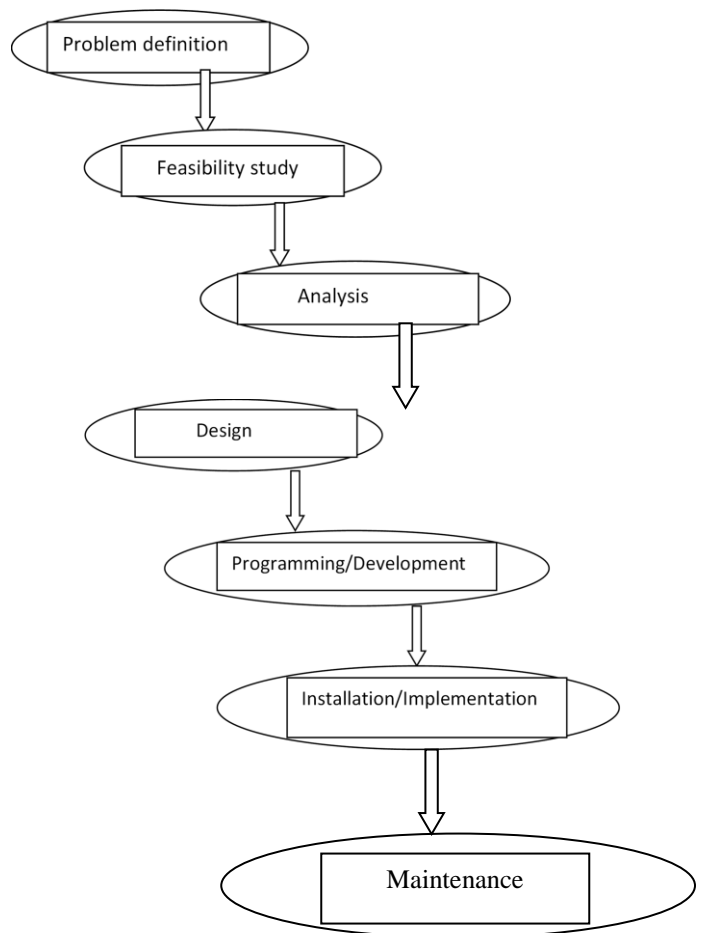 Problem definition
Feasibility study
Analysis
Design
Programming/Development
Installation/Implementation
Maintenance